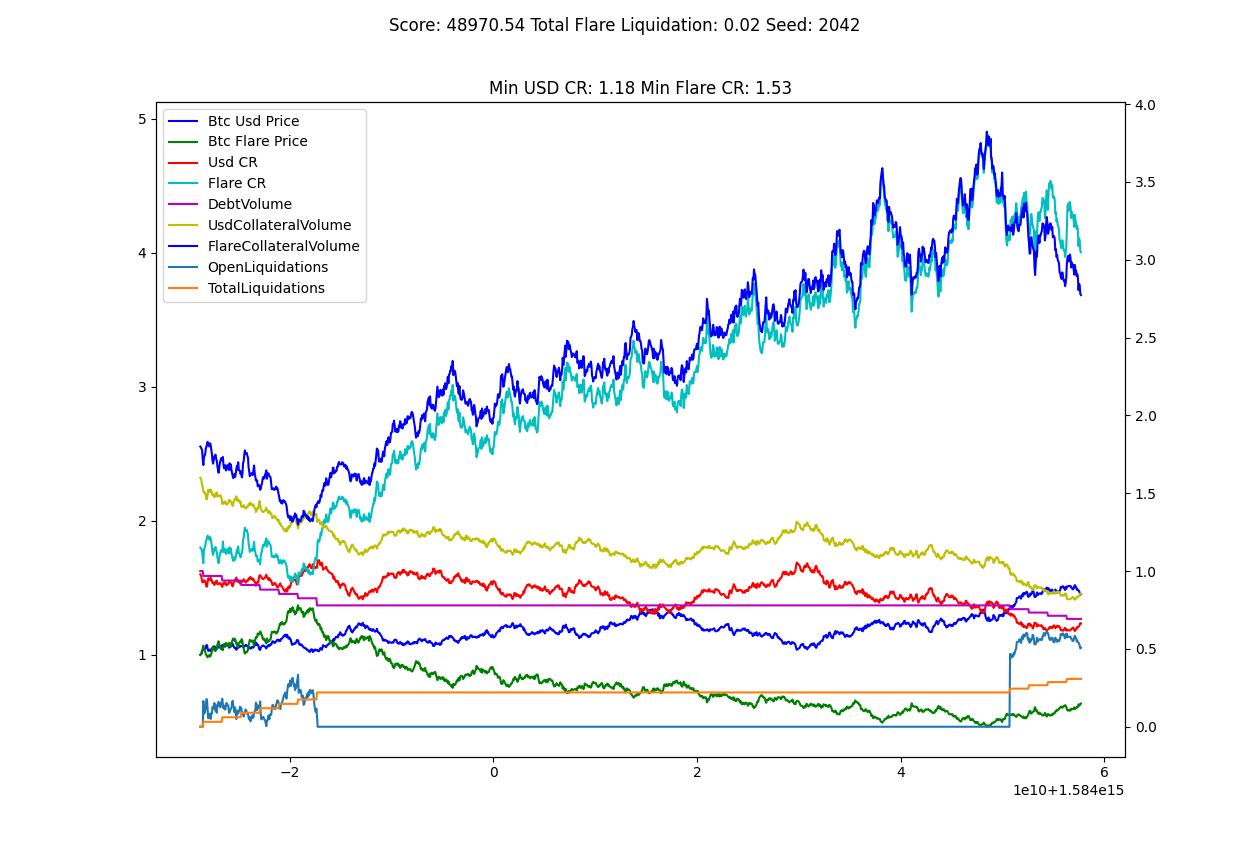 Score: 48970.54 Total Flare Liquidation: 0.02 Seed: 2042
Min USD CR: 1.18 Min Flare CR: 1.53
Btc Usd Price
Btc Flare Price
Usd CR
Flare CR
DebtVolume
UsdCollateralVolume
FlareCollateralVolume
OpenLiquidations
TotalLiquidations
5
4
3
2
1
4.0
3.5
3.0
2.5
2.0
1.5
1.0
0.5
0.0
−2 0 2 4 6
1e10+1.584e15